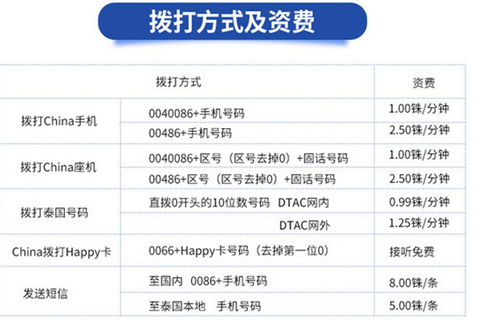 拨打方式及资费
拨打方式 资费
拨打China手机 0040086+手机号码 1.00铢/分钟
00486+手机号码 2.50铢/分钟
拨打China座机 0040086+区号（区号去掉0）+固话号码 1.00铢/分钟
00486+区号（区号去掉0）+固话号码 2.50铢/分钟
拨打泰国号码 直拨0开头的10位数号码 DTAC网内 0.99铢/分钟
DTAC网外 1.25铢/分钟
China拨打Happy卡 0066+Happy卡号码（去掉第一位0） 接听免费
发送短信 至国内 0086+手机号码 8.00铢/条
至泰国本地 手机号码 5.00铢/条